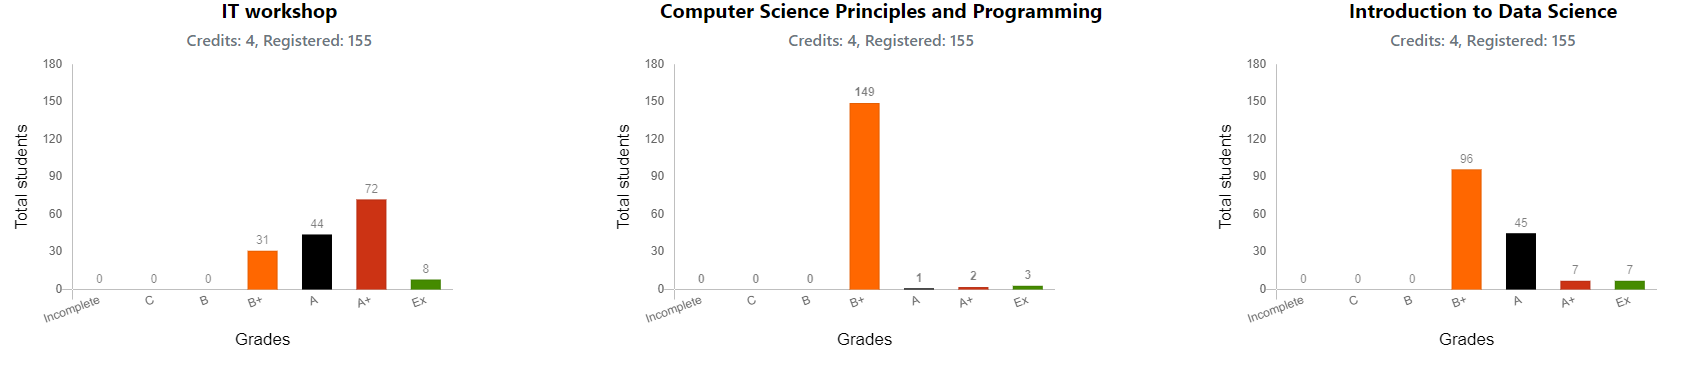 IT workshop
Credits: 4, Registered: 155
Total students
180
150
120
90
60
30
0
0
0
0
31
44
72
8
Incomplete
C
B
B+
A
A+
Ex
Grades
Computer Science Principles and Programming
Credits: 4, Registered: 155
Total students
180
150
120
90
60
30
0
0
0
0
149
1
2
3
Incomplete
C
B
B+
A
A+
Ex
Grades
Introduction to Data Science
Credits: 4, Registered: 155
Total students
180
150
120
90
60
30
0
0
0
0
96
45
7
7
Incomplete
C
B
B+
A
A+
Ex
Grades